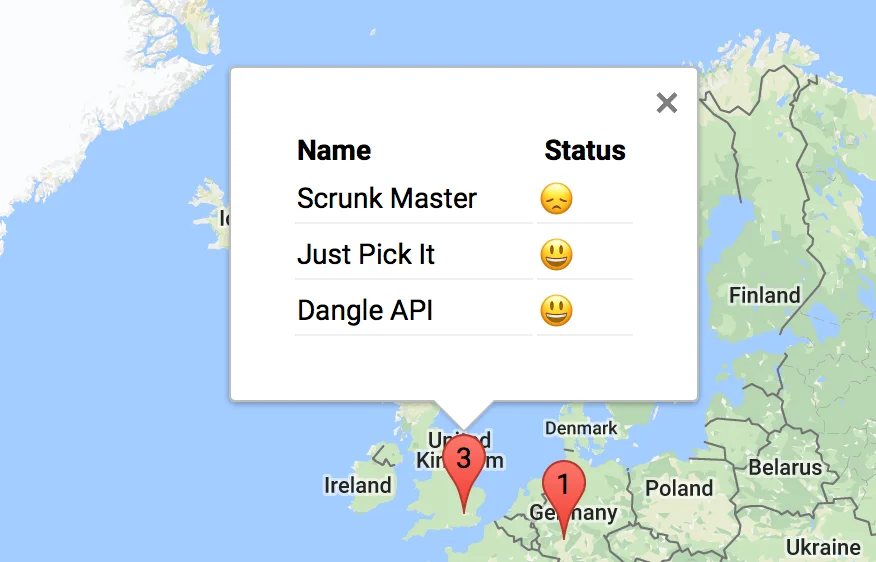 Name Status
Scrunk Master 😞
Just Pick It 😃
Dangle API 😃
Finland
Denmark
United
Kingdom
3
Ireland
1
Germany
Poland
Belarus
Ukraine